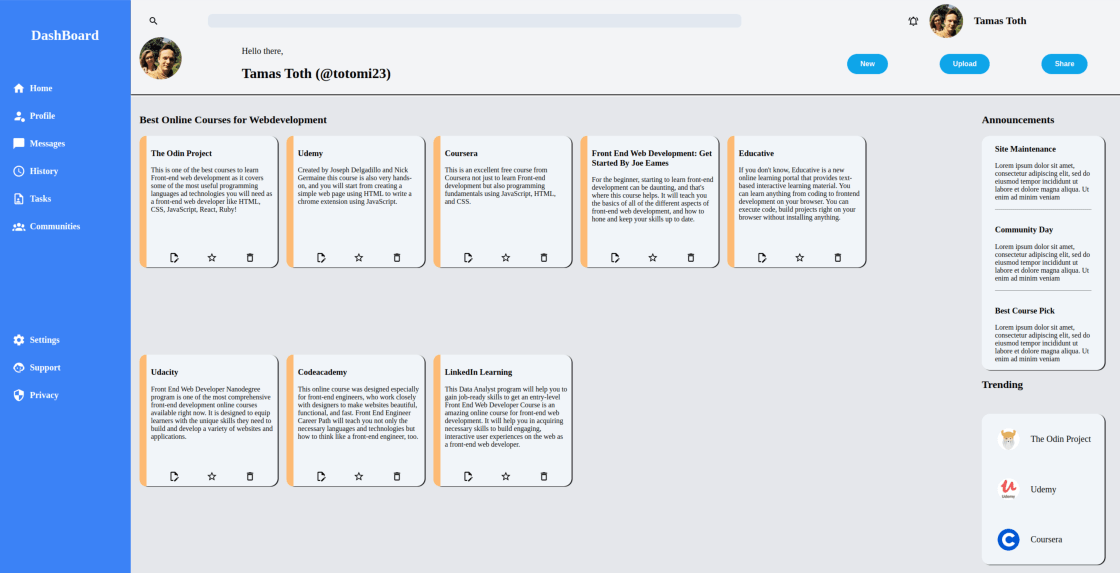 DashBoard
Home
Profile
Messages
History
Tasks
Communities
Settings
Support
Privacy
Tamas Toth
Hello there,
Tamas Toth (@totomi23)
New
Upload
Share
Best Online Courses for Webdevelopment
The Odin Project
This is one of the best courses to learn
Front-end web development as it covers
some of the most useful programming
languages ad technologies you will need as
a front-end web developer like HTML,
CSS, JavaScript, React, Ruby!
Udemy
Created by Joseph Delgadillo and Nick
Germaine this course is also very hands-
on, and you will start from creating a
simple web page using HTML to write a
chrome extension using JavaScript.
Coursera
This is an excellent free course from
Coursera not just to learn Front-end
development but also programming
fundamentals using JavaScript, HTML,
and CSS.
Front End Web Development: Get
Started By Joe Eames
For the beginner, starting to learn front-end
development can be daunting, and that's
where this course helps. It will teach you
the basics of all of the different aspects of
front-end web development, and how to
hone and keep your skills up to date.
Educative
If you don't know, Educative is a new
online learning portal that provides text-
based interactive learning material. You
can learn anything from coding to frontend
development on your browser. You can
execute code, build projects right on your
browser without installing anything.
Udacity
Front End Web Developer Nanodegree
program is one of the most comprehensive
front-end development online courses
available right now. It is designed to equip
learners with the unique skills they need to
build and develop a variety of websites and
applications.
Codeacademy
This online course was designed especially
for front-end engineers, who work closely
with designers to make websites beautiful,
functional, and fast. Front End Engineer
Career Path will teach you not only the
necessary languages and technologies but
how to think like a front-end engineer, too.
LinkedIn Learning
This Data Analyst program will help you to
gain job-ready skills to get an entry-level
Front End Web Developer Course is an
amazing online course for front-end web
development. It will help you in acquiring
necessary skills to build engaging,
interactive user experiences on the web as
a front-end web developer.
Announcements
Site Maintenance
Lorem ipsum dolor sit amet,
consectetur adipiscing elit, sed do
eiusmod tempor incididunt ut
labore et dolore magna aliqua. Ut
enim ad minim veniam
Community Day
Lorem ipsum dolor sit amet,
consectetur adipiscing elit, sed do
eiusmod tempor incididunt ut
labore et dolore magna aliqua. Ut
enim ad minim veniam
Best Course Pick
Lorem ipsum dolor sit amet,
consectetur adipiscing elit, sed do
eiusmod tempor incididunt ut
labore et dolore magna aliqua. Ut
enim ad minim veniam
Trending
The Odin Project
Udemy
Udemy
Coursera